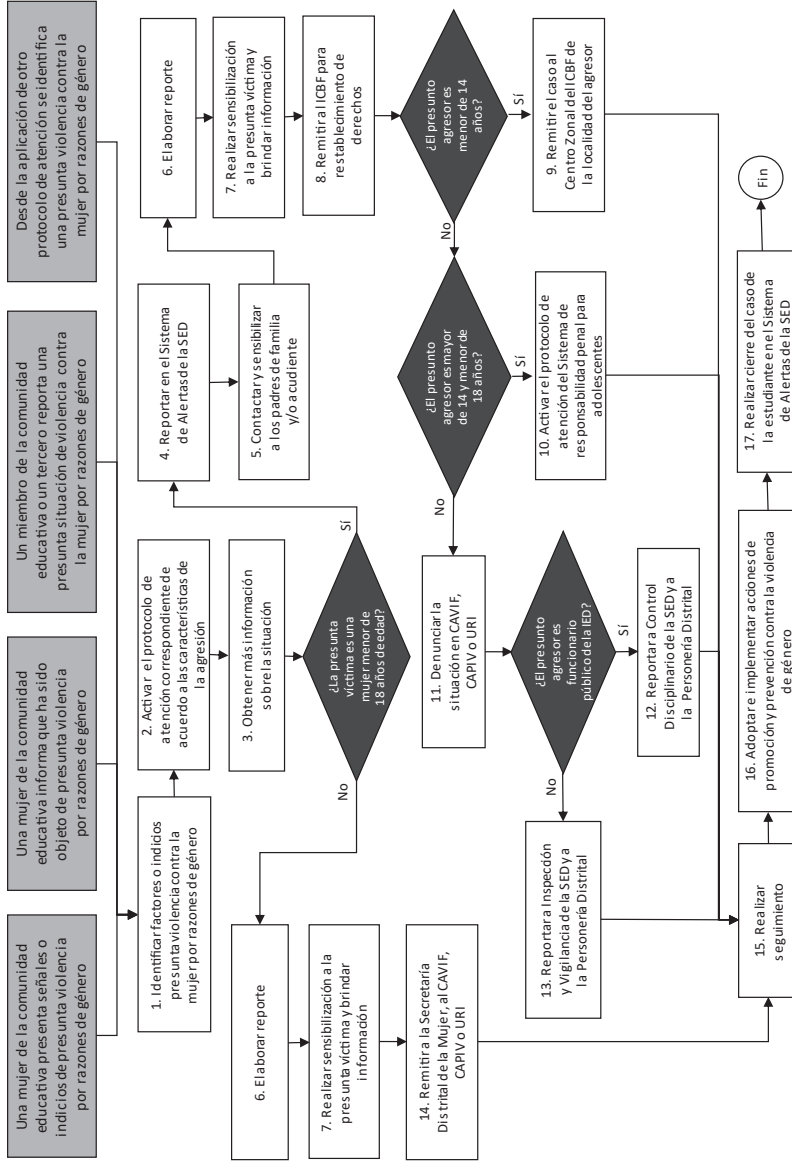 Una mujer de la comunidad
educativa presenta señales o
indicios de presunta violencia
por razones de género
Una mujer de la comunidad
educativa informa que ha sido
objeto de presunta violencia
por razones de género
Un miembro de la comunidad
educativa o un tercero reporta una
presunta situación de violencia contra
la mujer por razones de género
Desde la aplicación de otro
protocolo de atención se identifica
una presunta violencia contra la
mujer por razones de género
1. Identificar factores o indicios
presunta violencia contra la
mujer por razones de género
2. Activar el protocolo de
atención correspondiente de
acuerdo a las características de
la agresión
3. Obtener más información
sobre la situación
¿La presunta
víctima es una
mujer menor de
18 años de edad?
No
Sí
4. Reportar en el Sistema
de Alertas de la SED
5. Contactar y sensibilizar
a los padres de familia
y/o acudiente
6. Elaborar reporte
7. Realizar sensibilización
a la presunta víctima y
brindar información
8. Remitir al ICBF para
restablecimiento de
derechos
¿El presunto
agresor es
menor de 14
años?
Sí
No
9. Remitir el caso al
Centro Zonal del ICBF de
la localidad del agresor
¿El presunto
agresor es mayor
de 14 y menor de
18 años?
Sí
No
10. Activar el protocolo de
atención del Sistema de
responsabilidad penal para
adolescentes
11. Denunciar la
situación en CAVIF,
CAPIV o URI
¿El presunto
agresor es
funcionario
público de la IED?
Sí
No
12. Reportar a Control
Disciplinario de la SED y a
la Personería Distrital
13. Reportar a Inspección
y Vigilancia de la SED y a
la Personería Distrital
6. Elaborar reporte
7. Realizar sensibilización a la
presunta víctima y brindar
información
14. Remitir a la Secretaría
Distrital de la Mujer, al CAVIF,
CAPIV o URI
15. Realizar
seguimiento
16. Adoptar e implementar acciones de
promoción y prevención contra la violencia
de género
17. Realizar cierre del caso de
la estudiante en el Sistema
de Alertas de la SED
Fin